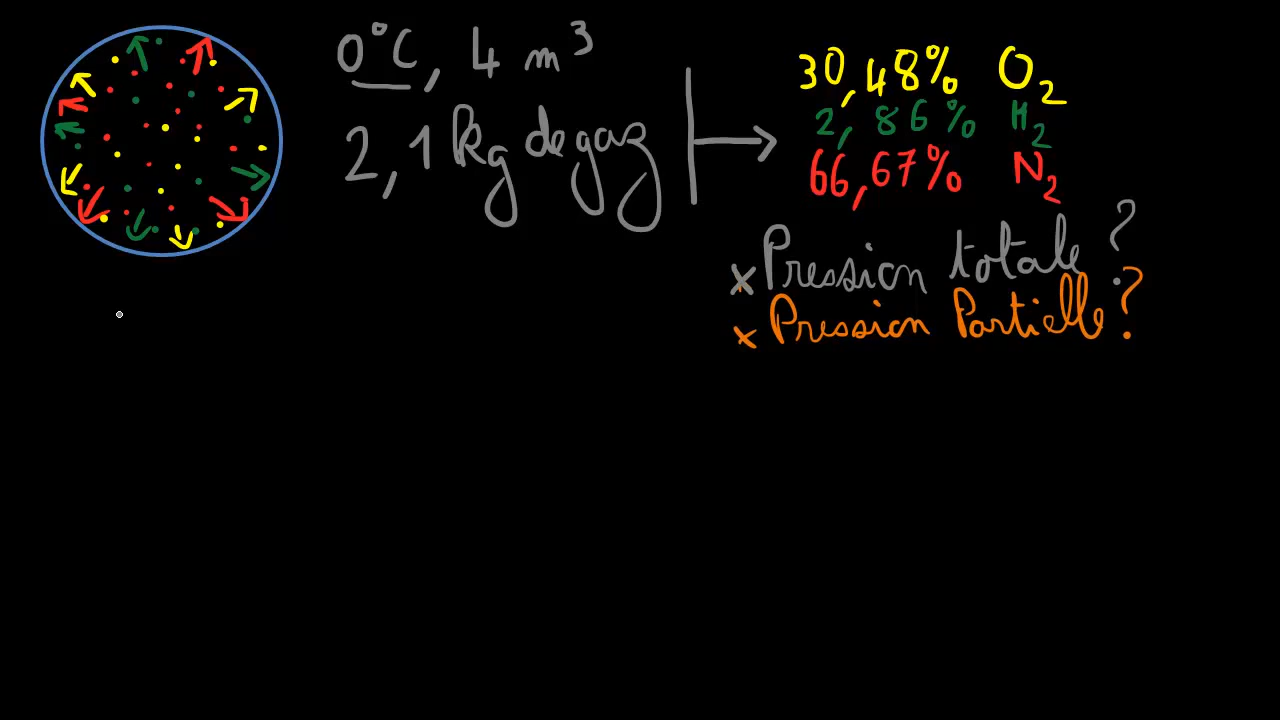 0°C, 4 m³
2,1 kg de gaz
30,48% O₂
2,86% H₂
66,67% N₂
x Pression totale ?
x Pression Partielle ?